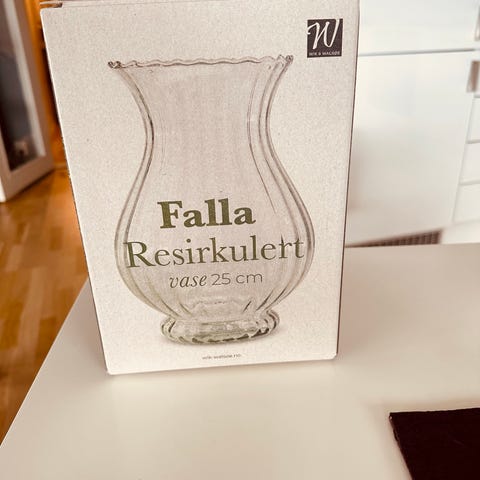 W
WIK & WALSØE
Falla
Resirkulert
vase 25 cm
wik-walsoe.no